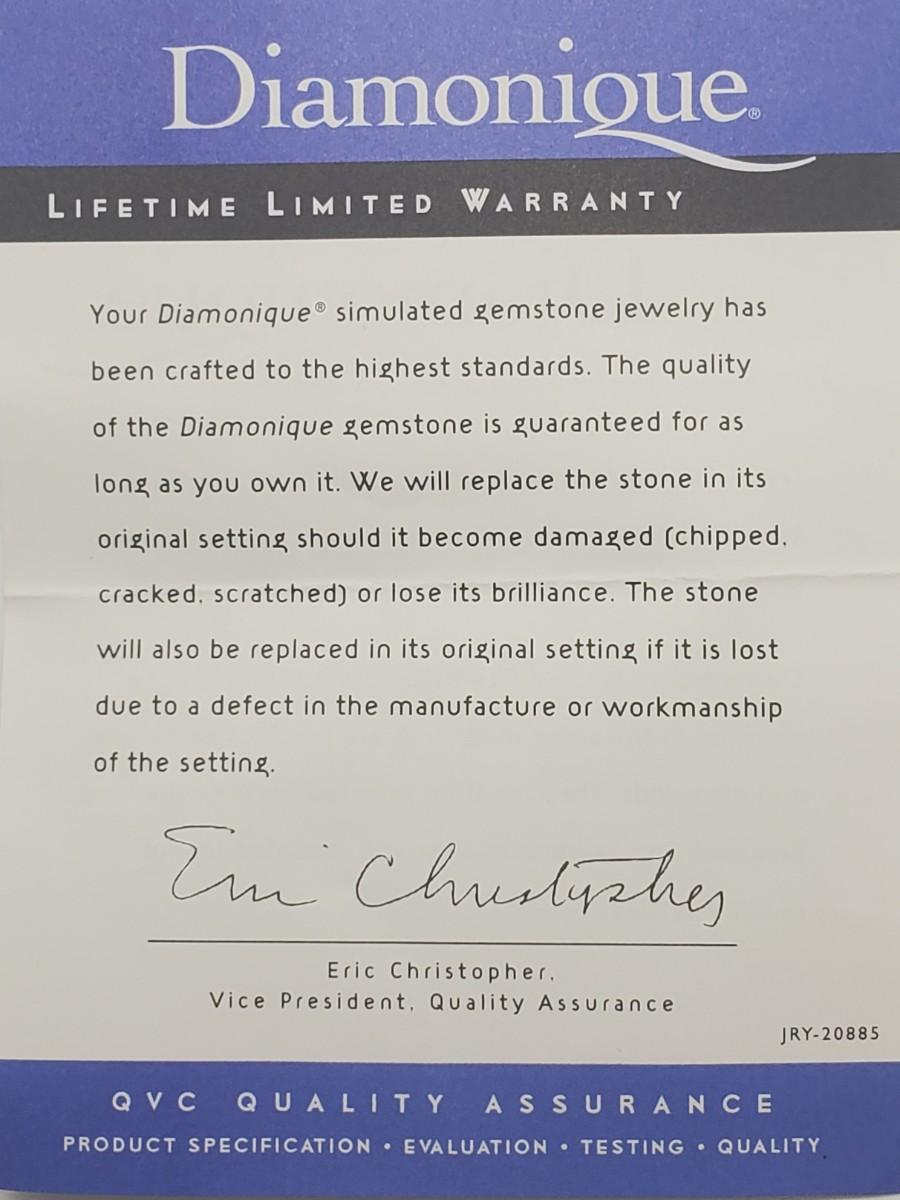 Diamonique®
LIFETIME LIMITED WARRANTY
Your Diamonique® simulated gemstone jewelry has
been crafted to the highest standards. The quality
of the Diamonique gemstone is guaranteed for as
long as you own it. We will replace the stone in its
original setting should it become damaged (chipped,
cracked, scratched) or lose its brilliance. The stone
will also be replaced in its original setting if it is lost
due to a defect in the manufacture or workmanship
of the setting.
Eric Christopher
Eric Christopher,
Vice President, Quality Assurance
JRY-20885
QVC QUALITY ASSURANCE
PRODUCT SPECIFICATION • EVALUATION • TESTING • QUALITY